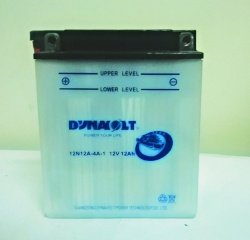 UPPER LEVEL
LOWER LEVEL
DYNAVOLT
POWER YOUR LIFE
12N12A-4A-1 12V 12AH